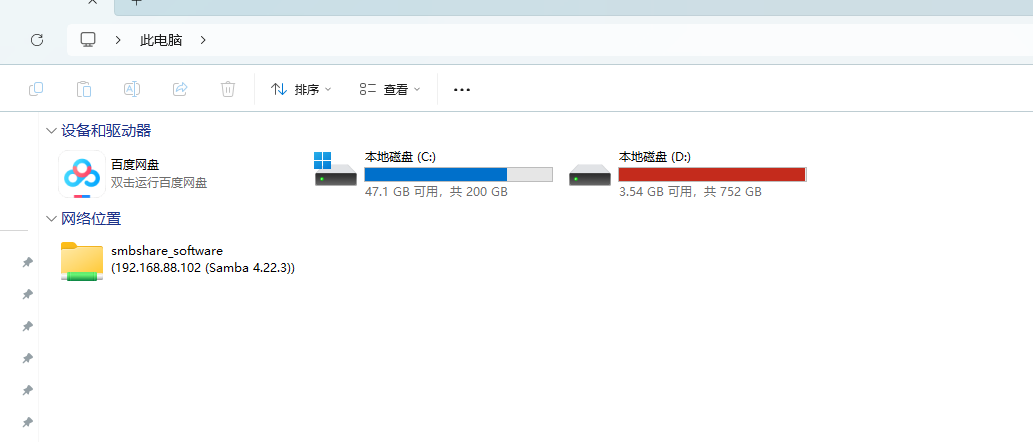 此电脑
排序
查看
设备和驱动器
百度网盘
双击运行百度网盘
本地磁盘 (C:)
47.1 GB 可用，共 200 GB
本地磁盘 (D:)
3.54 GB 可用，共 752 GB
网络位置
smbshare_software
(192.168.88.102 (Samba 4.22.3))